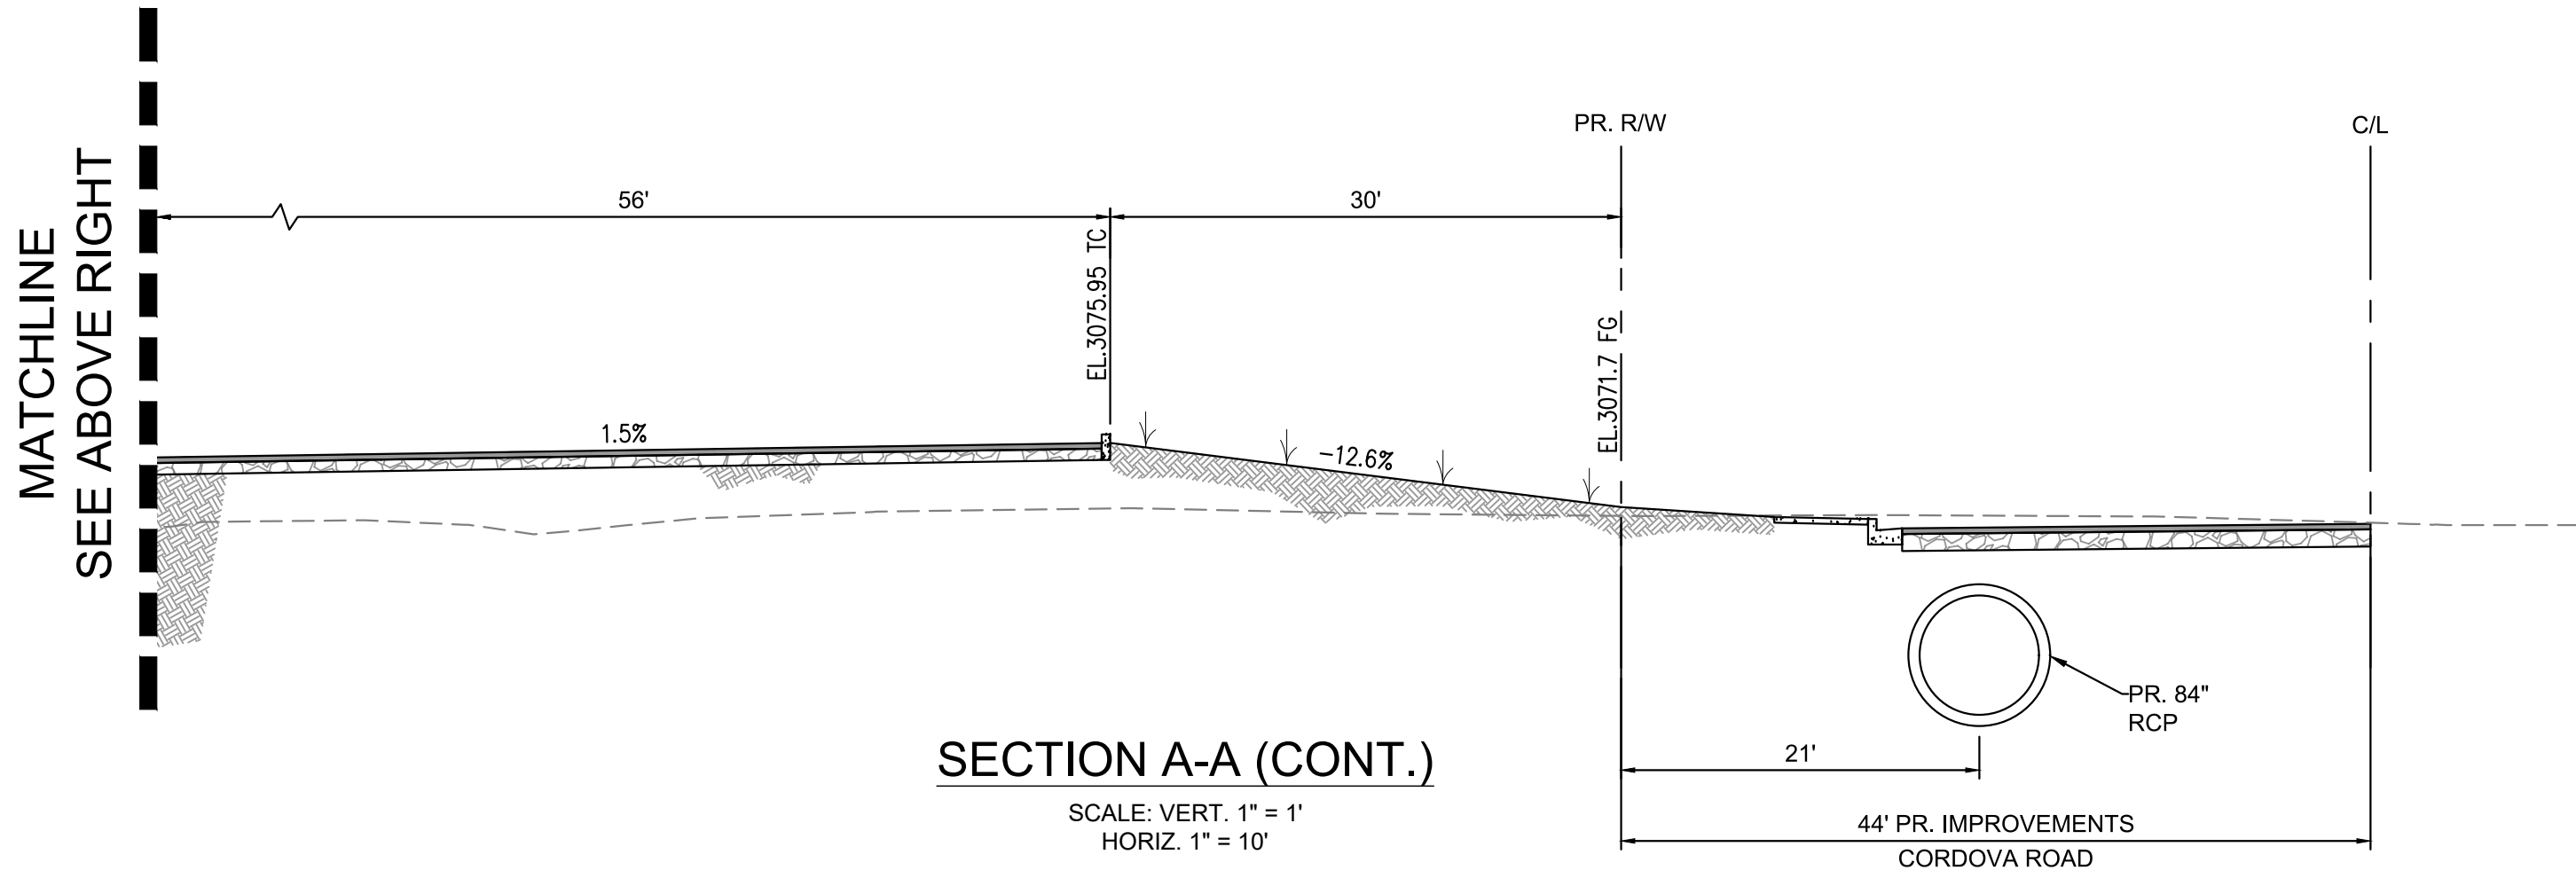 MATCHLINE
SEE ABOVE RIGHT
PR. R/W
C/L
56'
30'
EL.3075.95 TC
EL.3071.7 FG
1.5%
-12.6%
PR. 84"
RCP
21'
SECTION A-A (CONT.)
SCALE: VERT. 1" = 1'
HORIZ. 1" = 10'
44' PR. IMPROVEMENTS
CORDOVA ROAD